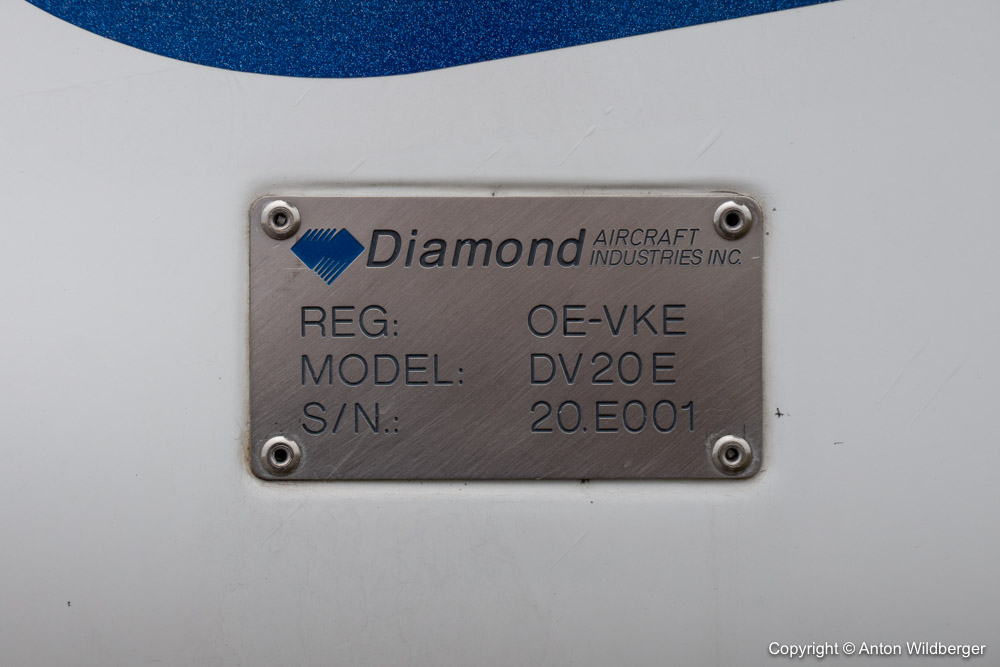 Diamond AIRCRAFT INDUSTRIES INC.
REG: OE-VKE
MODEL: DV20E
S/N.: 20.E001
Copyright © Anton Wildberger